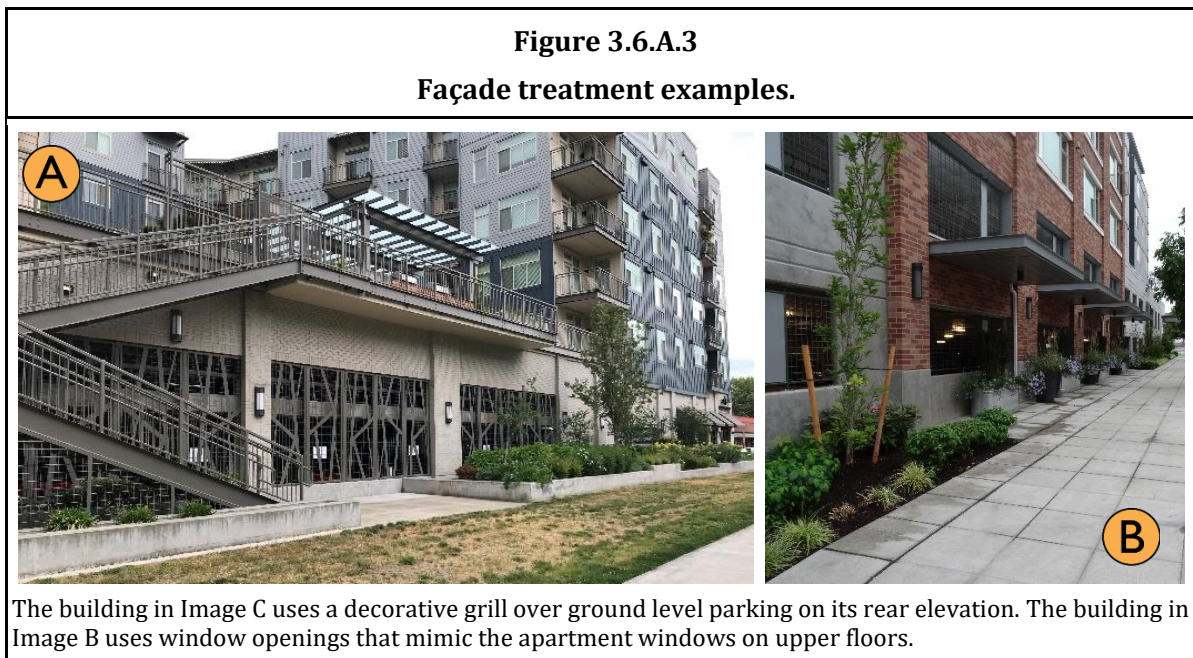 Figure 3.6.A.3
Façade treatment examples.
A
B
The building in Image C uses a decorative grill over ground level parking on its rear elevation. The building in
Image B uses window openings that mimic the apartment windows on upper floors.